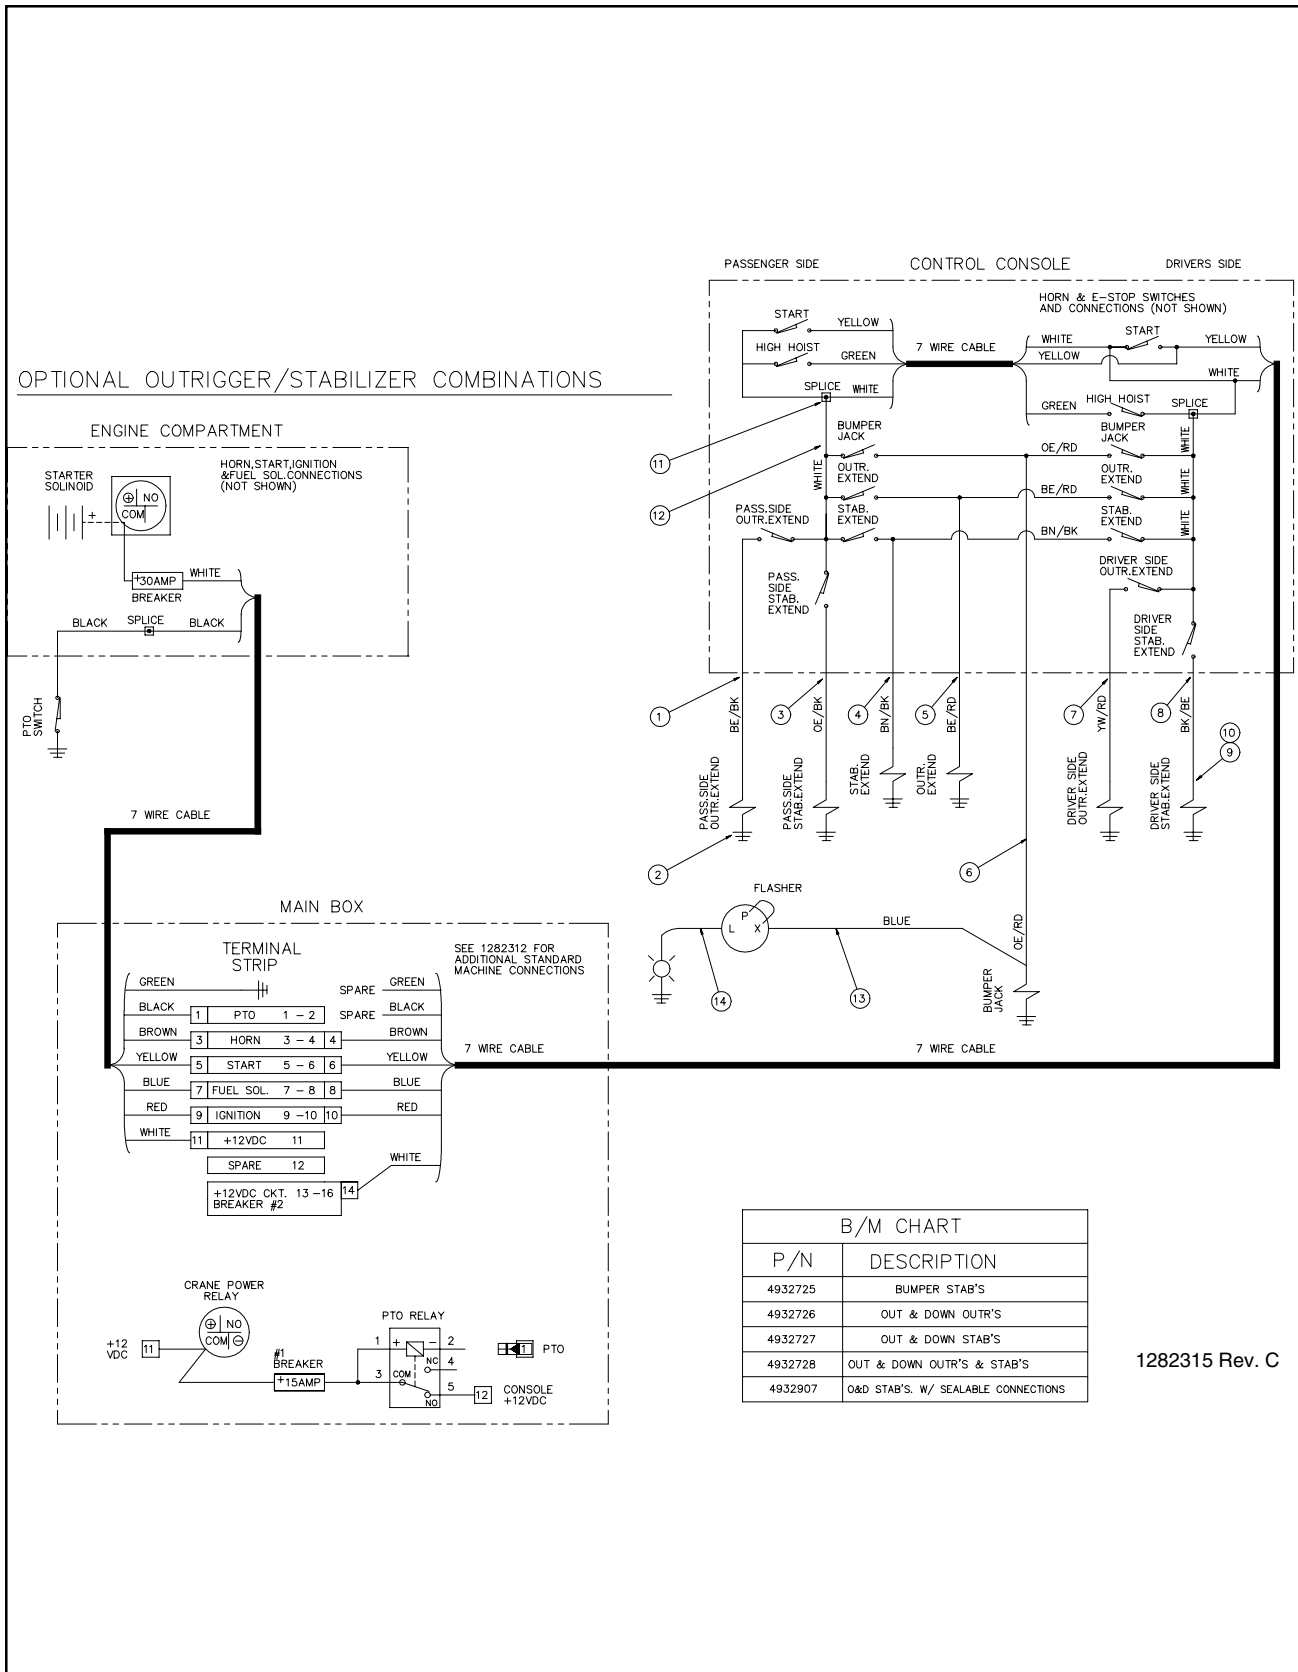 PASSENGER SIDE
CONTROL CONSOLE
DRIVERS SIDE
HORN & E-STOP SWITCHES
AND CONNECTIONS (NOT SHOWN)
START
YELLOW
HIGH HOIST
GREEN
SPLICE
WHITE
7 WIRE CABLE
WHITE
START
YELLOW
YELLOW
WHITE
GREEN
HIGH HOIST
SPLICE
BUMPER
JACK
OE/RD
BUMPER
JACK
WHITE
WHITE
OUTR.
EXTEND
BE/RD
OUTR.
EXTEND
WHITE
PASS.SIDE
OUTR.EXTEND
STAB.
EXTEND
BN/BK
STAB.
EXTEND
WHITE
PASS.
SIDE
STAB.
EXTEND
DRIVER SIDE
OUTR.EXTEND
DRIVER
SIDE
STAB.
EXTEND
11
12
1
3
4
5
7
8
10
9
BE/BK
OE/BK
BN/BK
BE/RD
YW/RD
BK/BE
PASS.SIDE
OUTR.EXTEND
PASS.SIDE
STAB.EXTEND
STAB.
EXTEND
OUTR.
EXTEND
DRIVER SIDE
OUTR.EXTEND
DRIVER SIDE
STAB.EXTEND
2
6
FLASHER
L
P
X
BLUE
OE/RD
14
13
BUMPER
JACK
OPTIONAL OUTRIGGER/STABILIZER COMBINATIONS
ENGINE COMPARTMENT
STARTER
SOLINOID
HORN,START,IGNITION
&FUEL SOL.CONNECTIONS
(NOT SHOWN)
+
⊕ NO
COM
+30AMP
BREAKER
WHITE
BLACK
SPLICE
BLACK
PTO
SWITCH
7 WIRE CABLE
MAIN BOX
TERMINAL
STRIP
SEE 1282312 FOR
ADDITIONAL STANDARD
MACHINE CONNECTIONS
GREEN
SPARE GREEN
BLACK 1 PTO 1 - 2 SPARE BLACK
BROWN 3 HORN 3 - 4 4 BROWN
YELLOW 5 START 5 - 6 6 YELLOW
BLUE 7 FUEL SOL. 7 - 8 8 BLUE
RED 9 IGNITION 9 -10 10 RED
WHITE 11 +12VDC 11
SPARE 12
WHITE
+12VDC CKT. 13 -16 14
BREAKER #2
7 WIRE CABLE
7 WIRE CABLE
CRANE POWER
RELAY
⊕ NO
COM ⊖
+12
VDC
11
#1
BREAKER
+15AMP
PTO RELAY
1 + - 2
NC 4
3 COM
5
NO
12
CONSOLE
+12VDC
1 PTO
B/M CHART
P/N DESCRIPTION
4932725 BUMPER STAB'S
4932726 OUT & DOWN OUTR'S
4932727 OUT & DOWN STAB'S
4932728 OUT & DOWN OUTR'S & STAB'S
4932907 O&D STAB'S. W/ SEALABLE CONNECTIONS
1282315 Rev. C